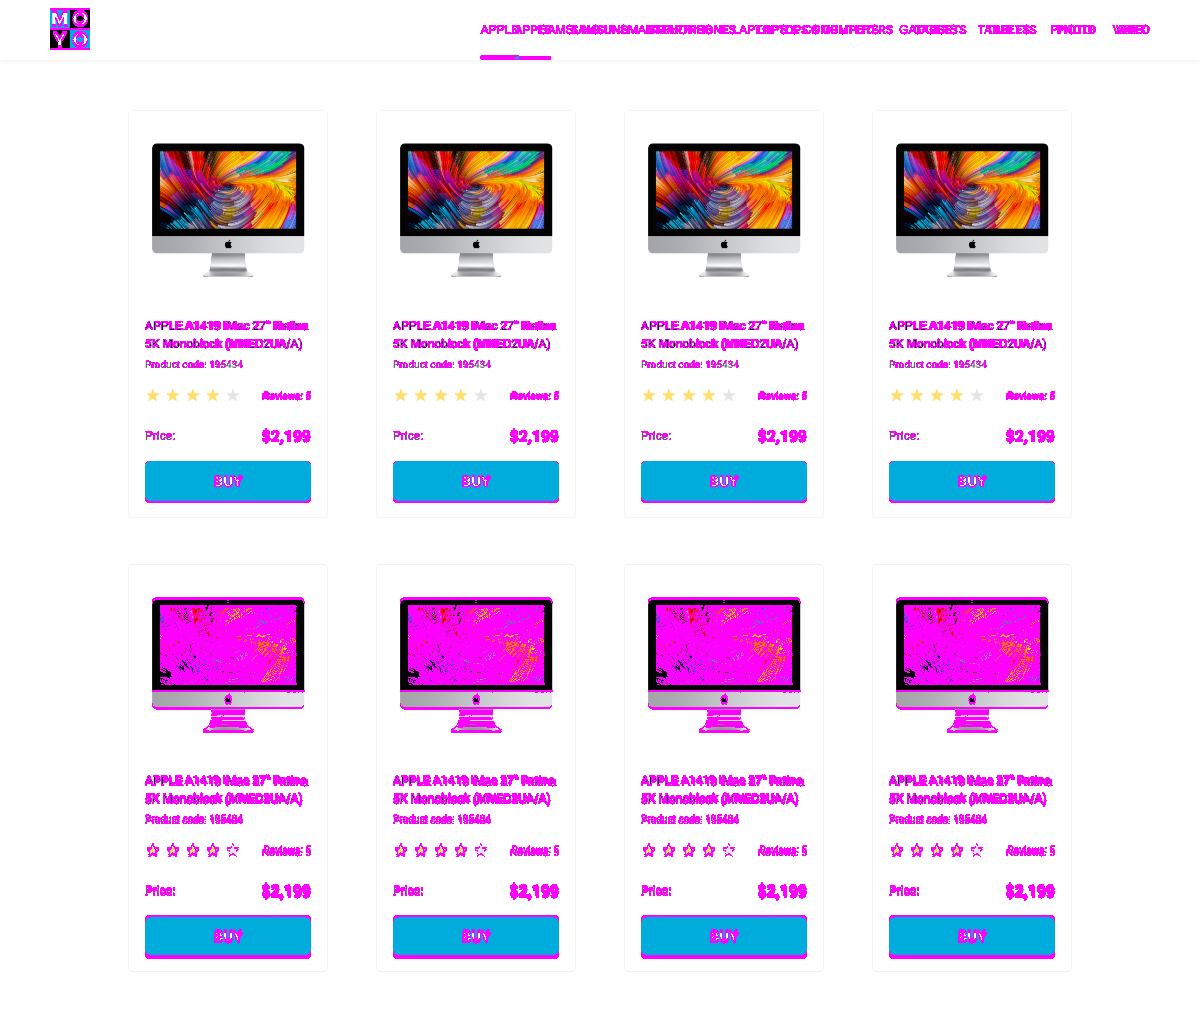 MOYO
APPLE SAMSUNG SMARTPHONES LAPTOPS & COMPUTERS GADGETS TABLETS PHOTO VIDEO
APPLE A1419 iMac 27" Retina
5K Monoblock (MNED2UA/A)
Product code: 195434
Reviews: 5
Price: $2,199
BUY
APPLE A1419 iMac 27" Retina
5K Monoblock (MNED2UA/A)
Product code: 195434
Reviews: 5
Price: $2,199
BUY
APPLE A1419 iMac 27" Retina
5K Monoblock (MNED2UA/A)
Product code: 195434
Reviews: 5
Price: $2,199
BUY
APPLE A1419 iMac 27" Retina
5K Monoblock (MNED2UA/A)
Product code: 195434
Reviews: 5
Price: $2,199
BUY
APPLE A1419 iMac 27" Retina
5K Monoblock (MNED2UA/A)
Product code: 195434
Reviews: 5
Price: $2,199
BUY
APPLE A1419 iMac 27" Retina
5K Monoblock (MNED2UA/A)
Product code: 195434
Reviews: 5
Price: $2,199
BUY
APPLE A1419 iMac 27" Retina
5K Monoblock (MNED2UA/A)
Product code: 195434
Reviews: 5
Price: $2,199
BUY
APPLE A1419 iMac 27" Retina
5K Monoblock (MNED2UA/A)
Product code: 195434
Reviews: 5
Price: $2,199
BUY